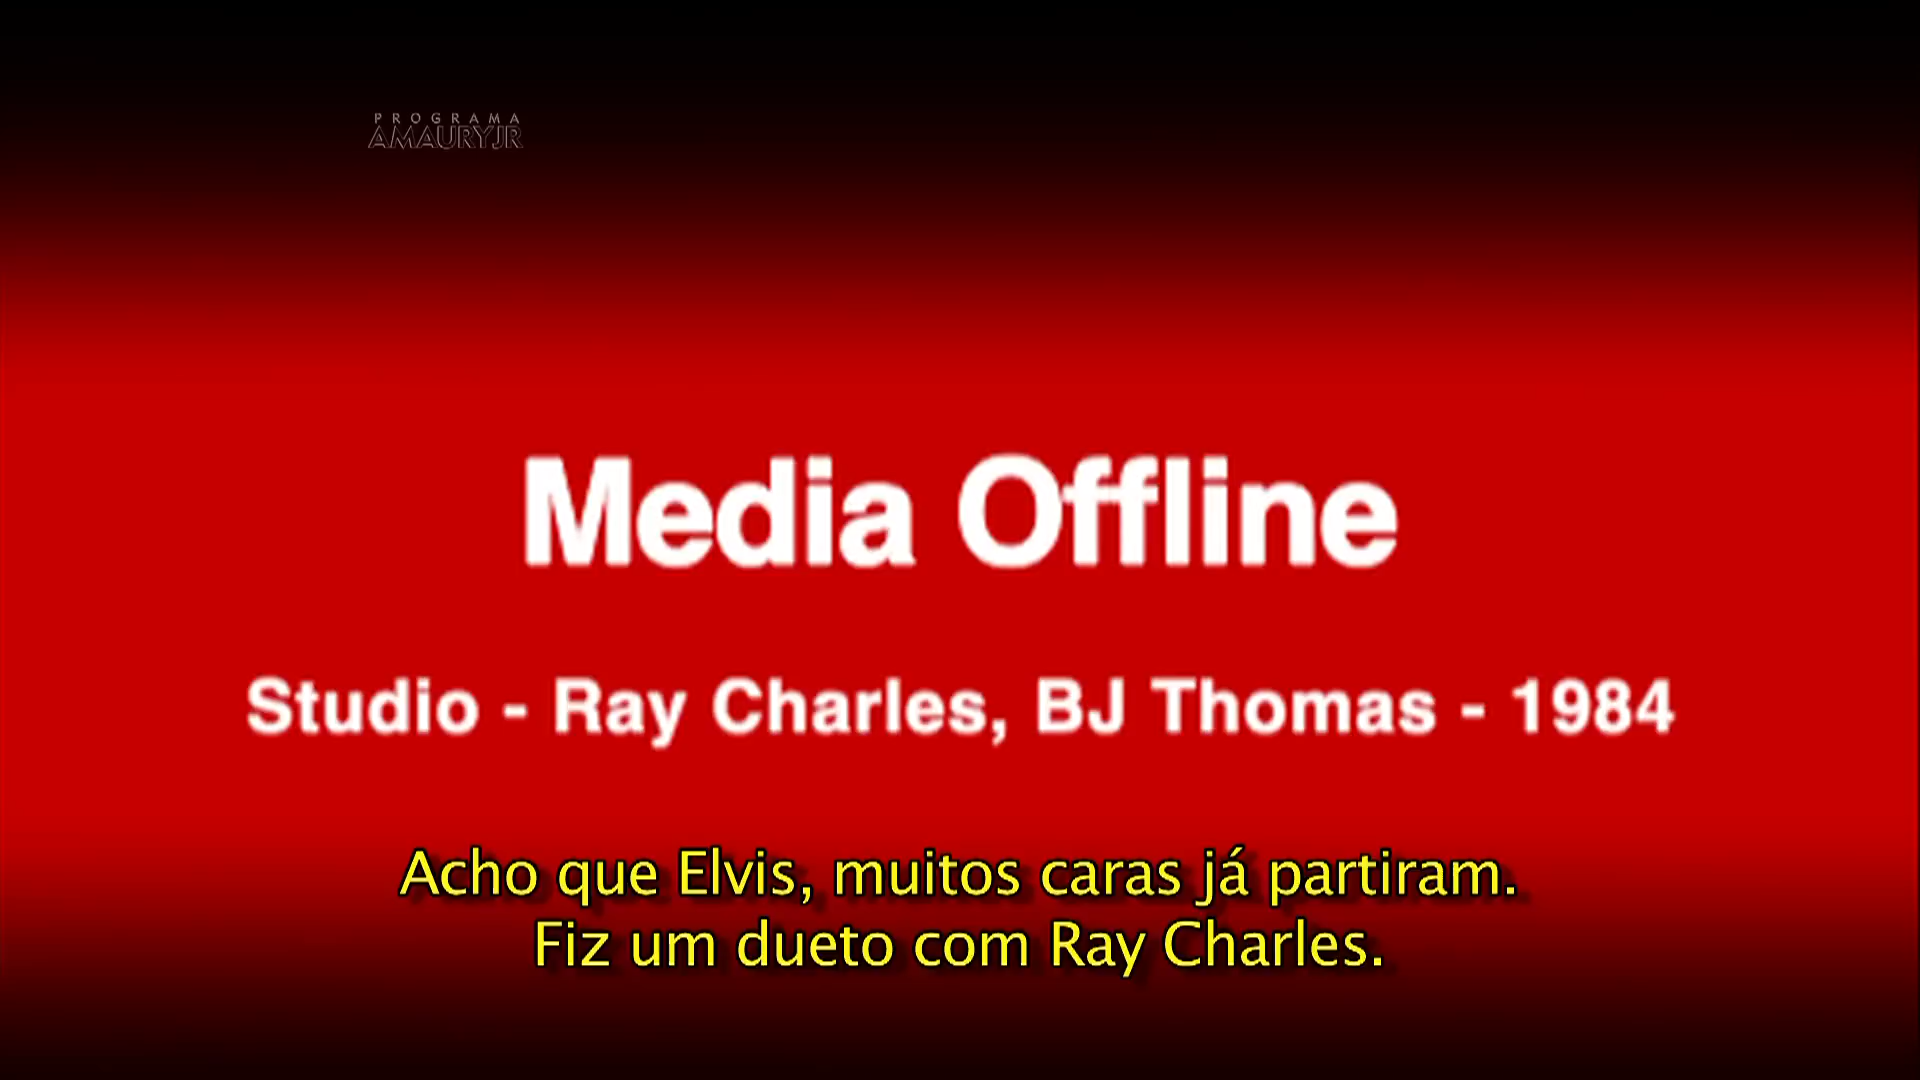 PROGRAMA
AMAURYJR
Media Offline
Studio - Ray Charles, BJ Thomas - 1984
Acho que Elvis, muitos caras já partiram.
Fiz um dueto com Ray Charles.